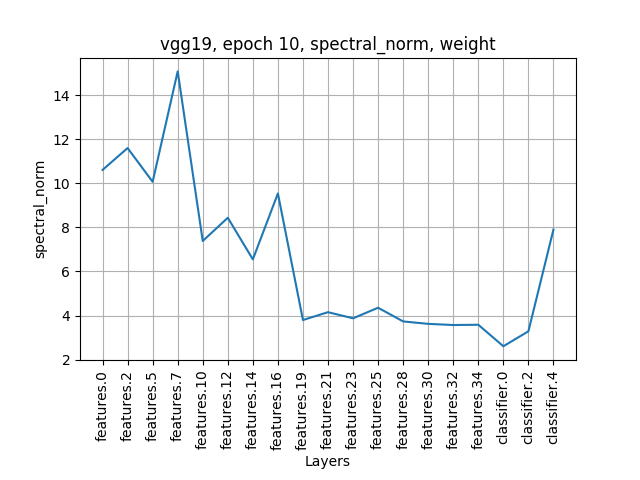 vgg19, epoch 10, spectral_norm, weight
14
12
10
8
6
4
2
spectral_norm
features.0
features.2
features.5
features.7
features.10
features.12
features.14
features.16
features.19
features.21
features.23
features.25
features.28
features.30
features.32
features.34
classifier.0
classifier.2
classifier.4
Layers